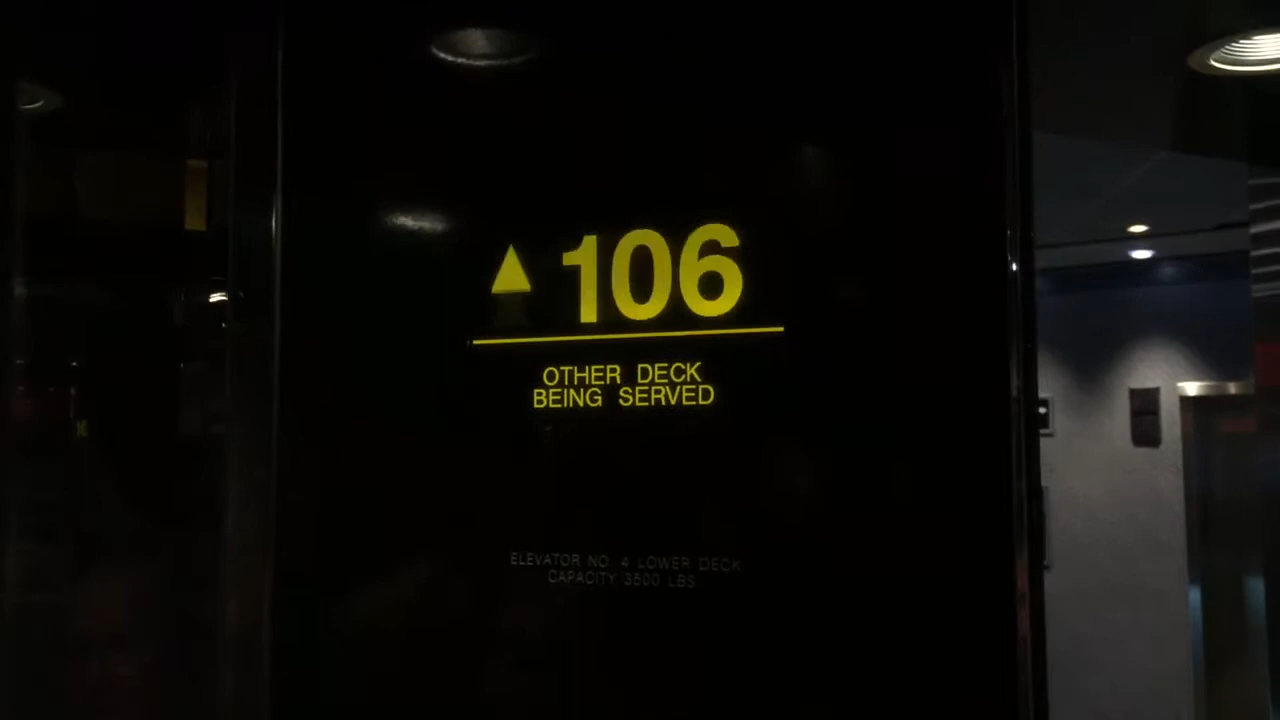 106
OTHER DECK
BEING SERVED
ELEVATOR NO. 4 LOWER DECK
CAPACITY 3500 LBS